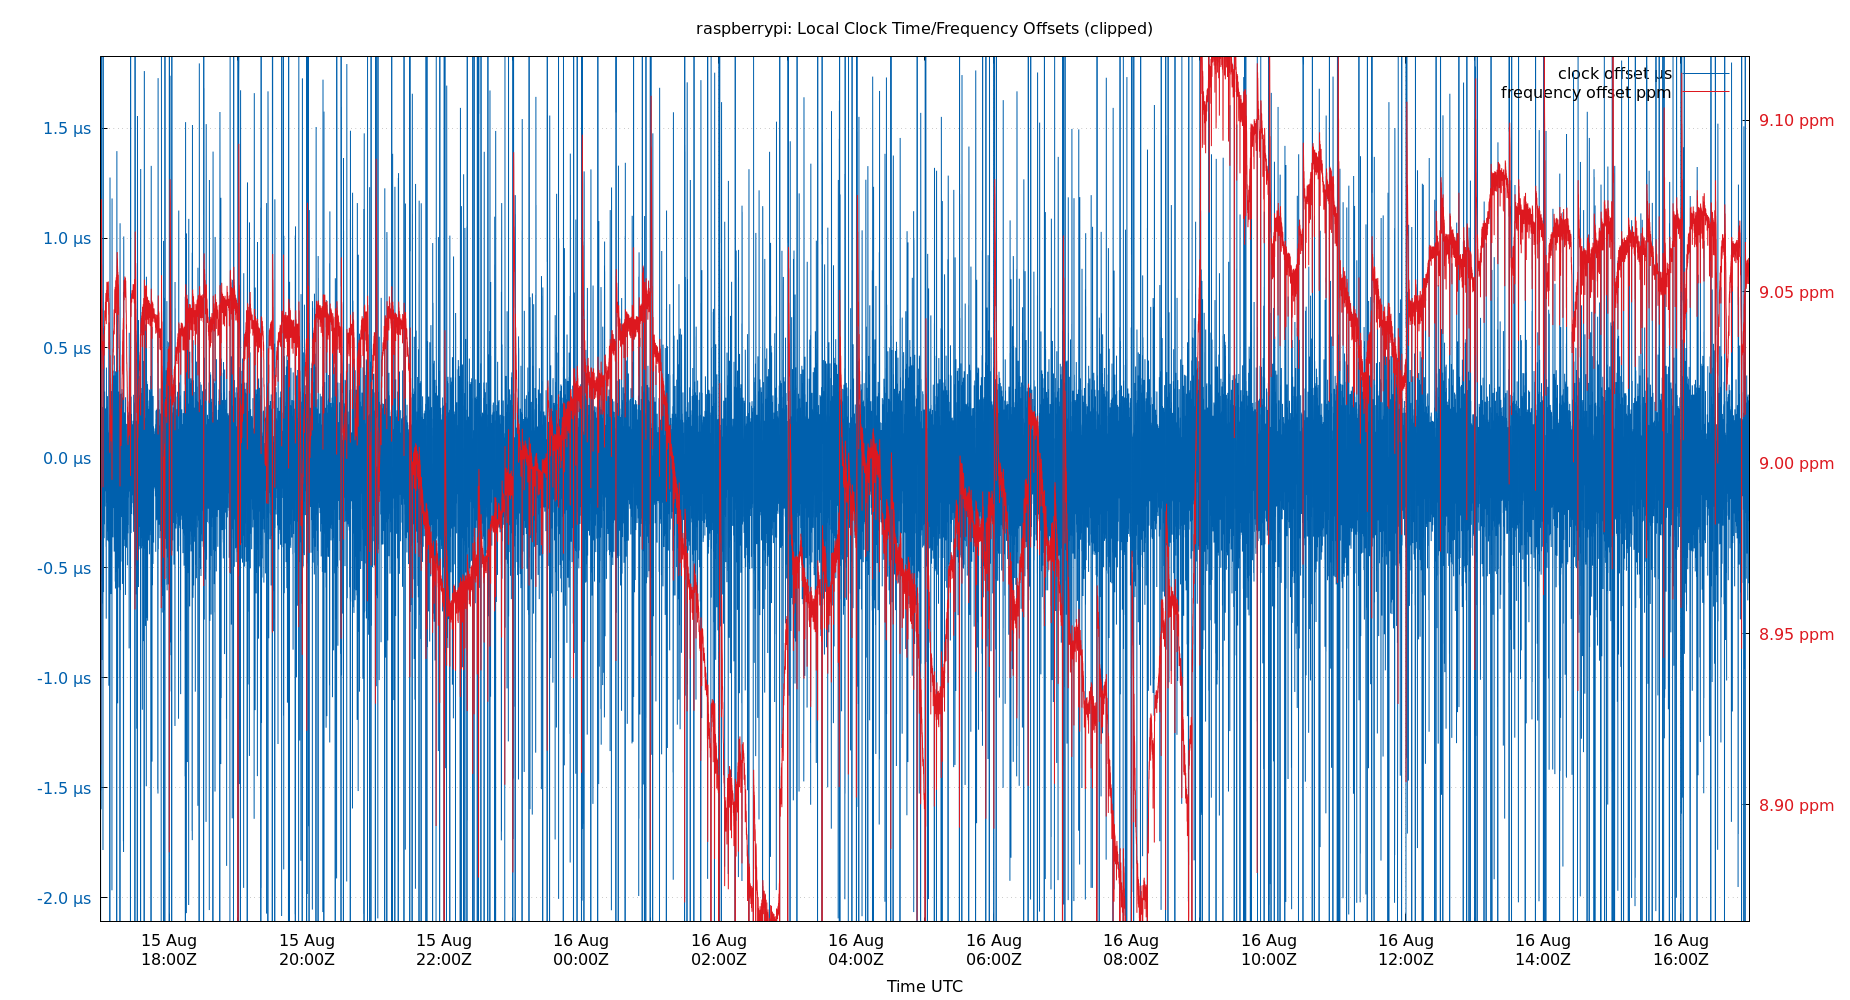 raspberrypi: Local Clock Time/Frequency Offsets (clipped)
clock offset µs
frequency offset ppm
1.5 µs
1.0 µs
0.5 µs
0.0 µs
-0.5 µs
-1.0 µs
-1.5 µs
-2.0 µs
9.10 ppm
9.05 ppm
9.00 ppm
8.95 ppm
8.90 ppm
15 Aug 15 Aug 15 Aug 16 Aug 16 Aug 16 Aug 16 Aug 16 Aug 16 Aug 16 Aug 16 Aug 16 Aug
18:00Z 20:00Z 22:00Z 00:00Z 02:00Z 04:00Z 06:00Z 08:00Z 10:00Z 12:00Z 14:00Z 16:00Z
Time UTC